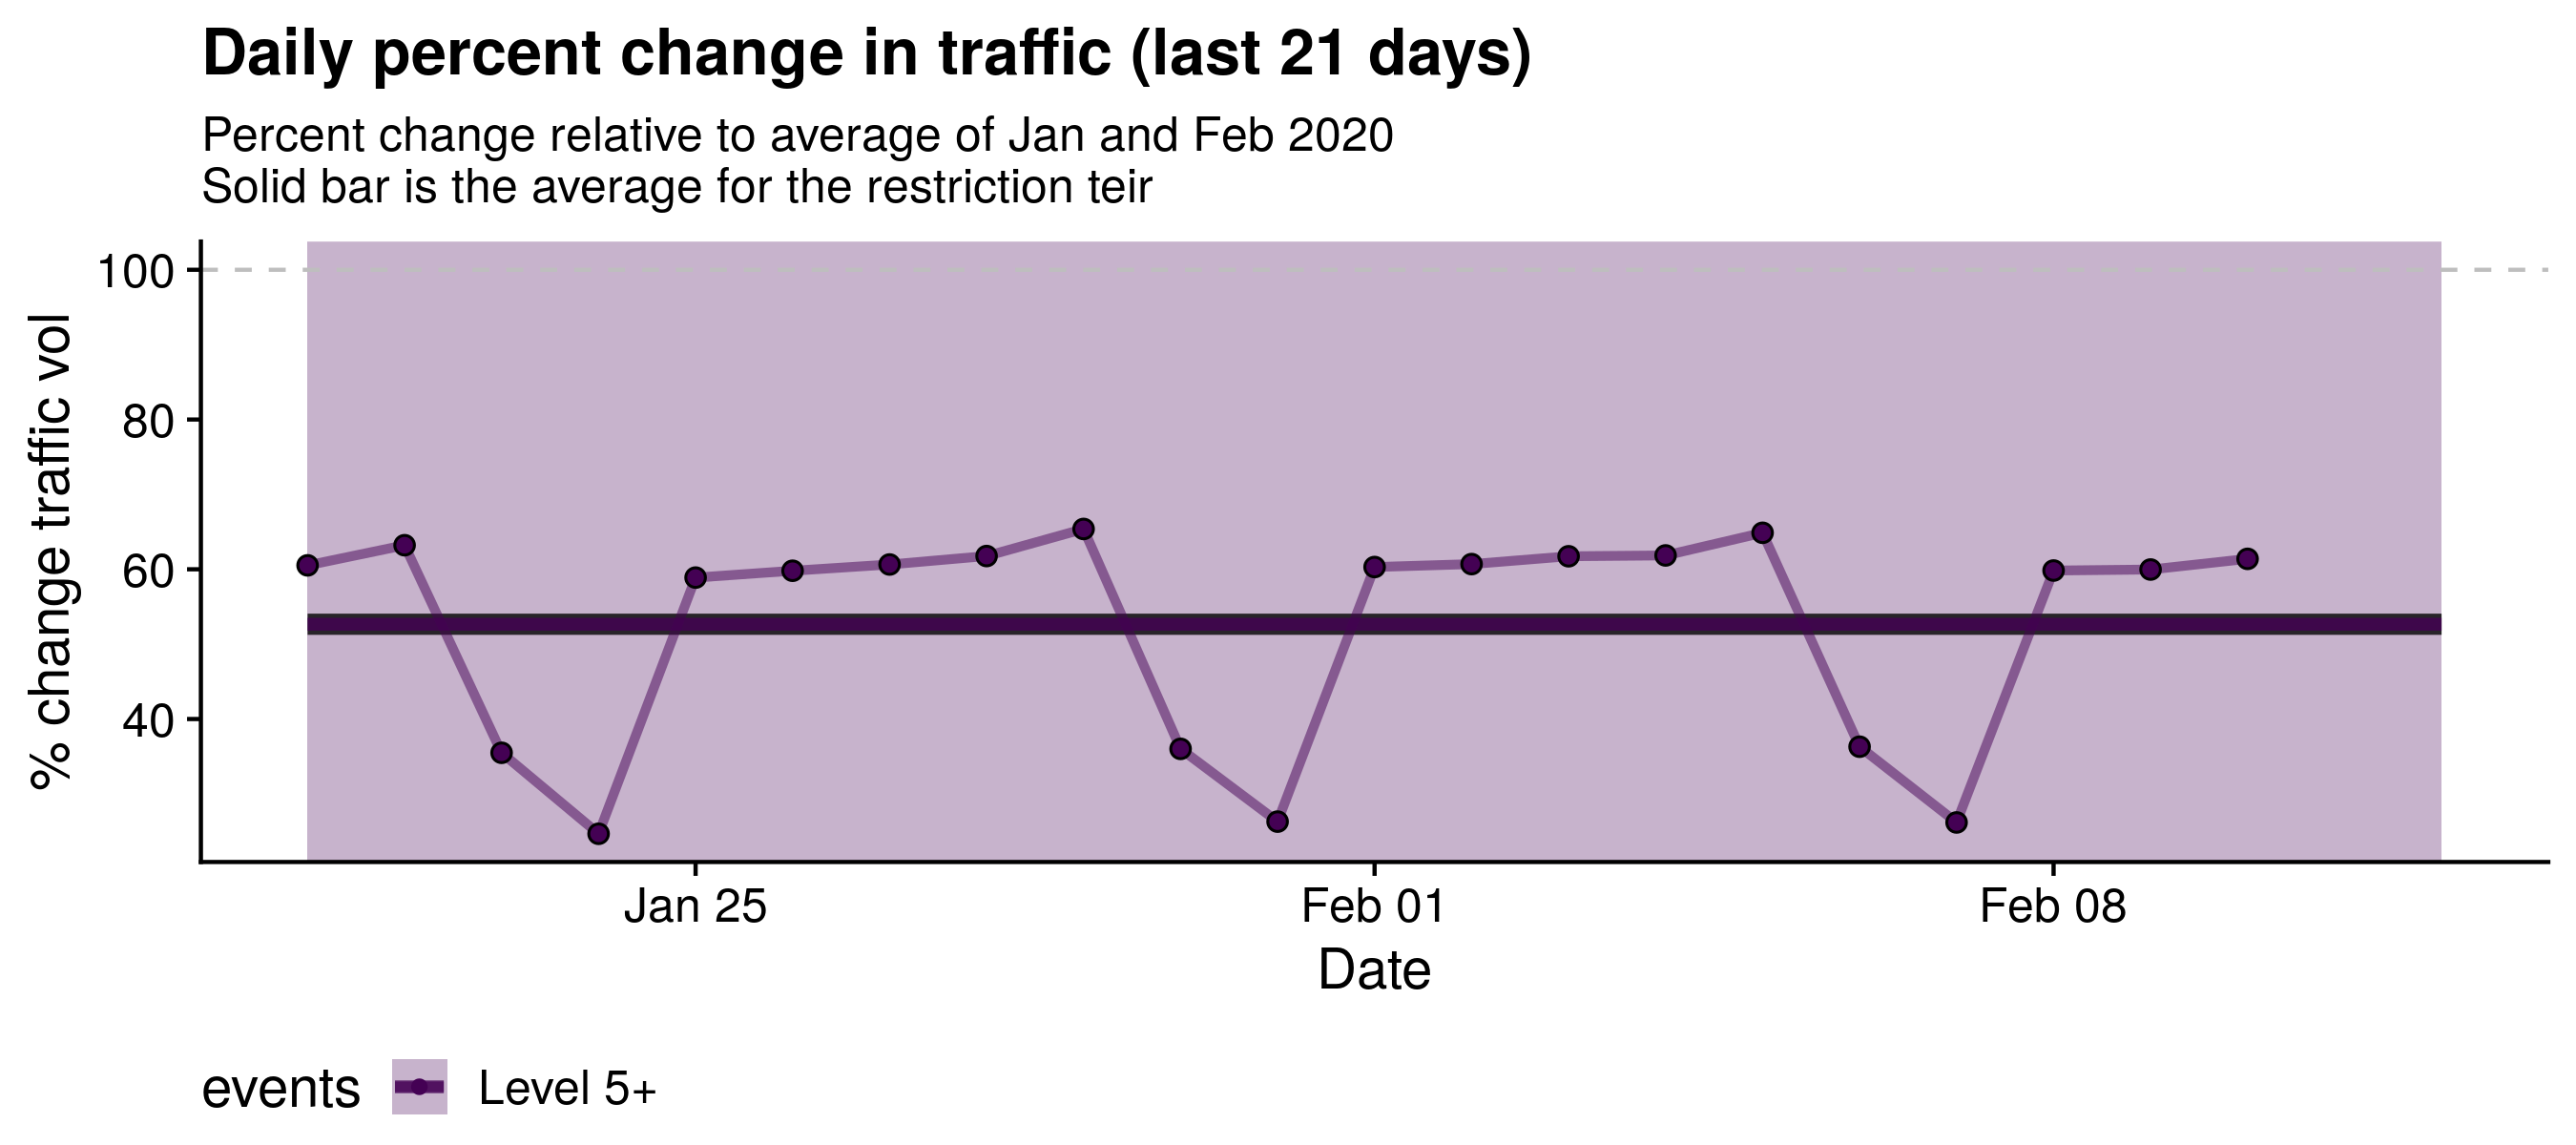 Daily percent change in traffic (last 21 days)
Percent change relative to average of Jan and Feb 2020
Solid bar is the average for the restriction teir
% change traffic vol
100
80
60
40
Jan 25
Feb 01
Feb 08
Date
events
Level 5+